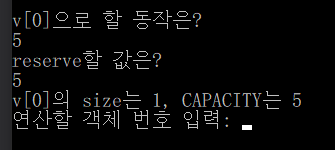 v[0]으로 할 동작은?
5
reserve할 값은?
5
v[0]의 size는 1, CAPACITY는 5
연산할 객체 번호 입력: